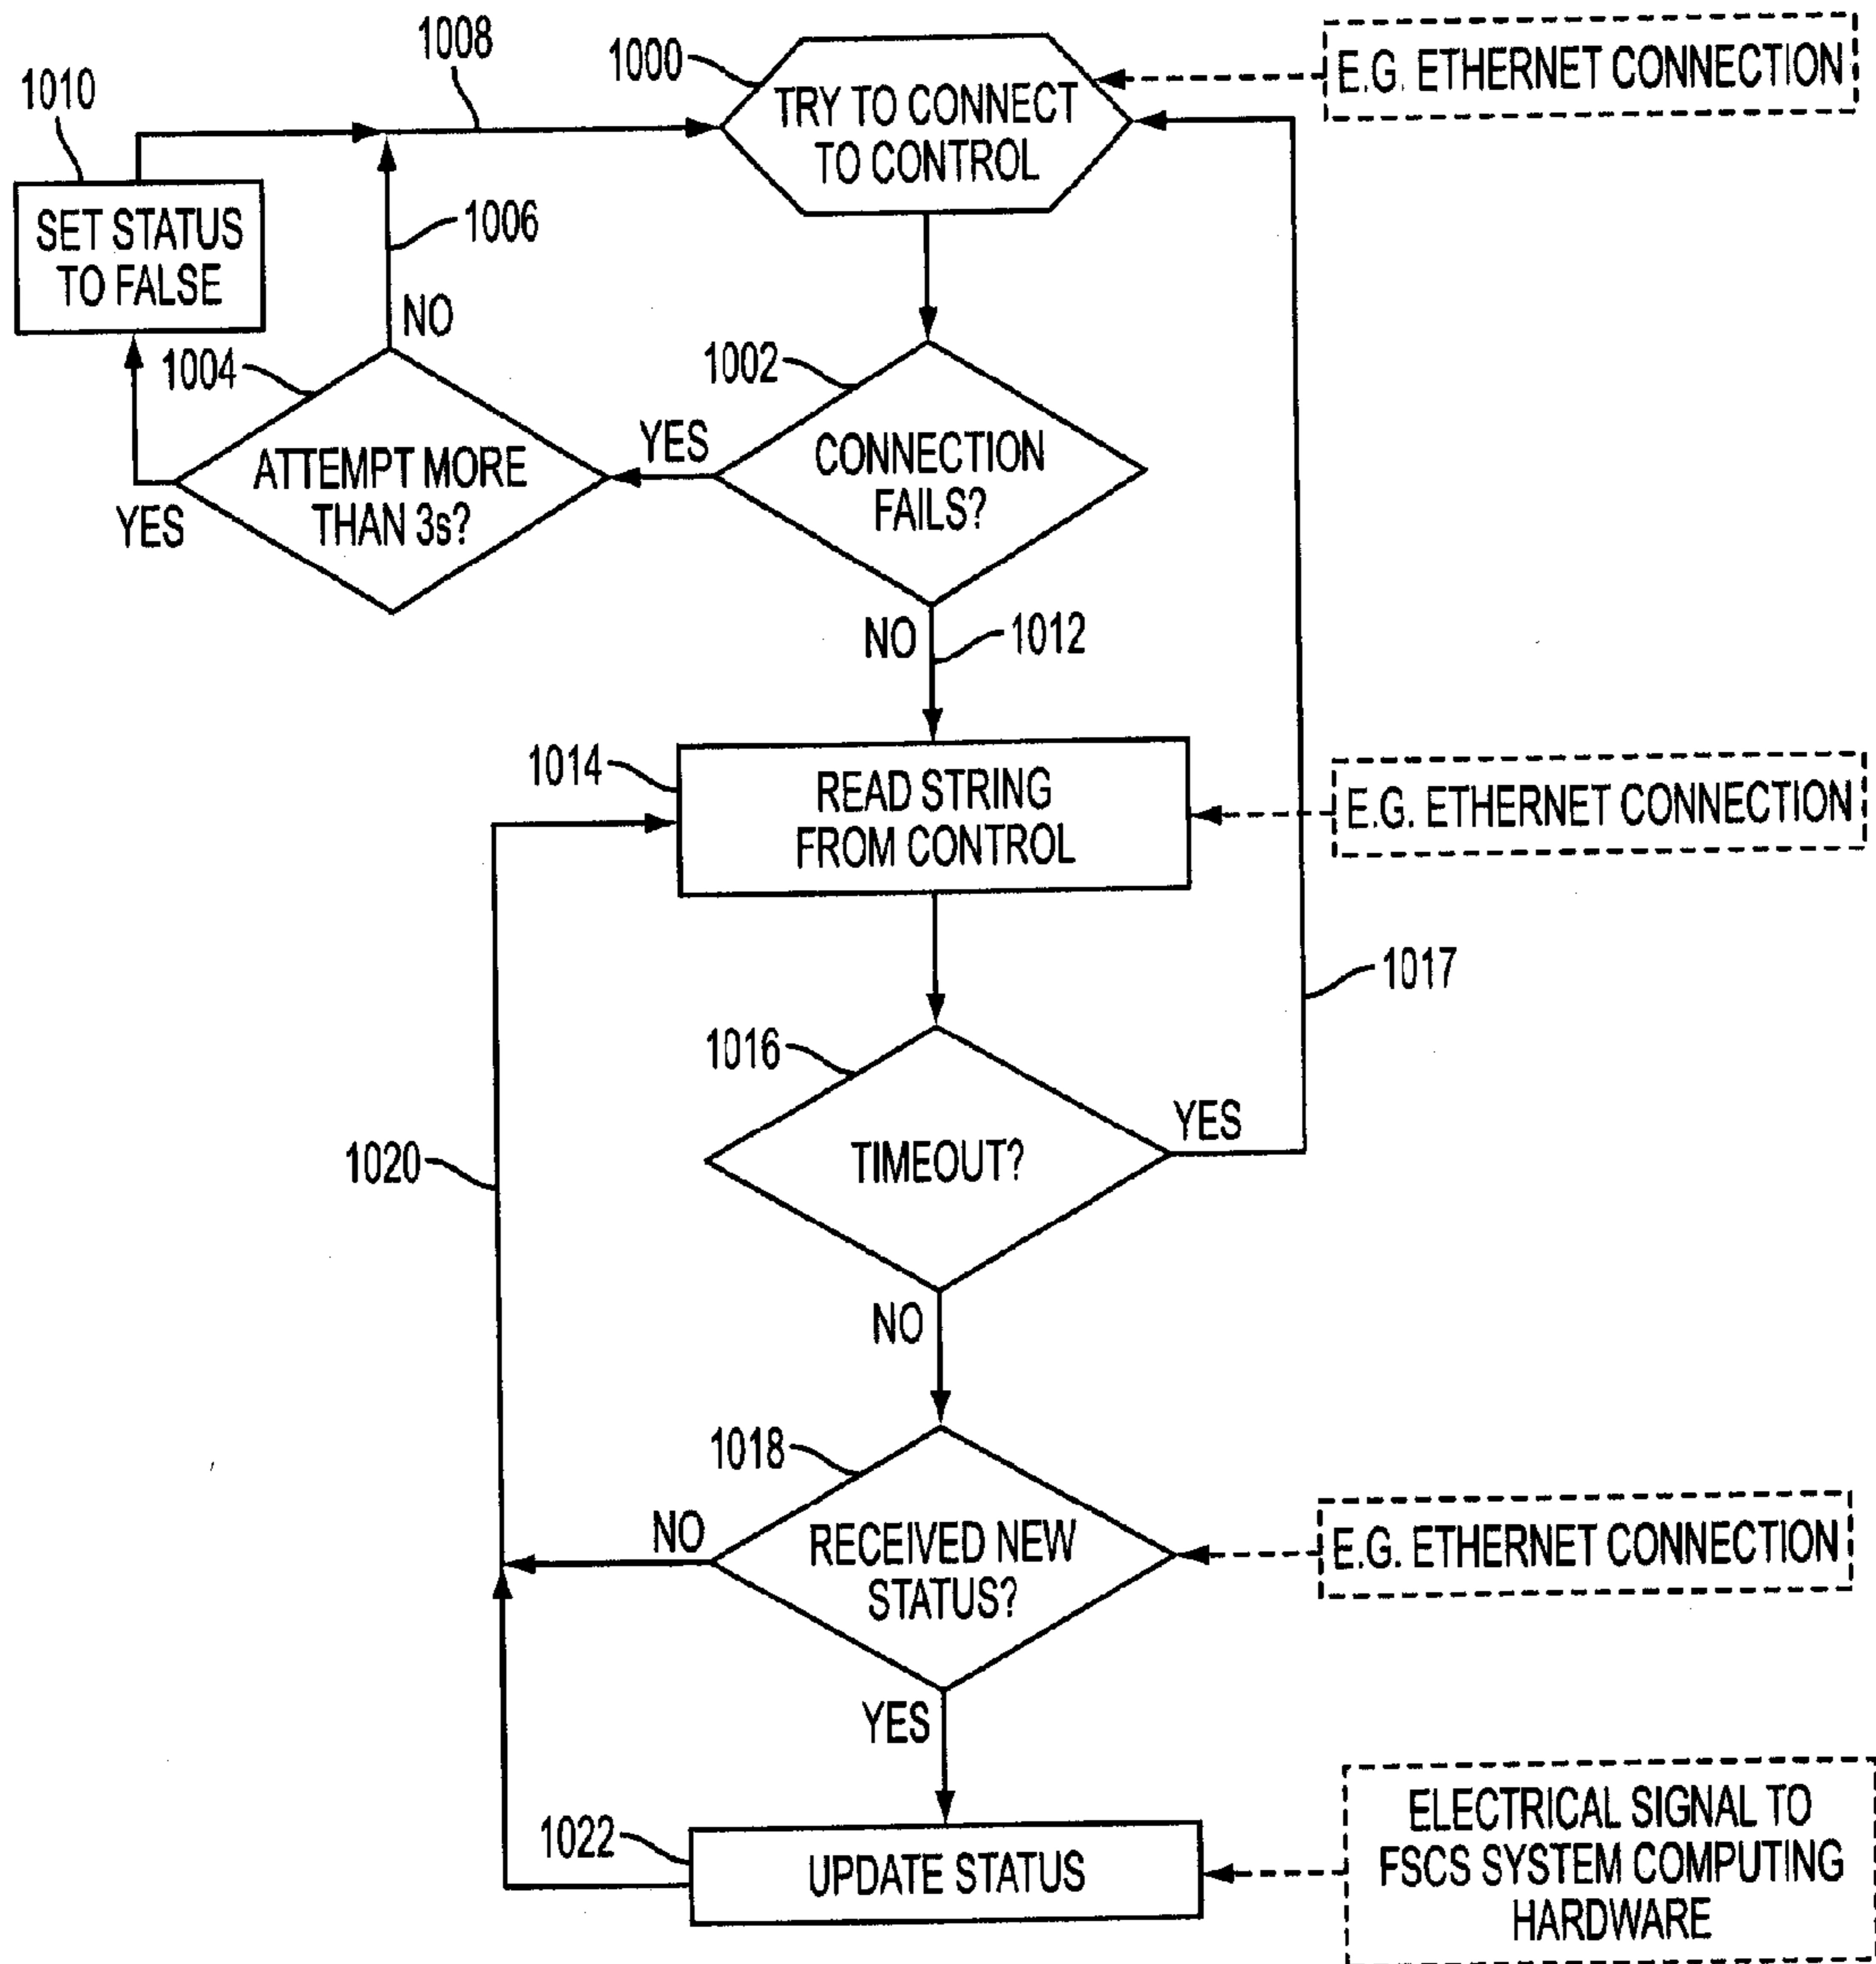 1008
1000
E.G. ETHERNET CONNECTION
1010
TRY TO CONNECT
TO CONTROL
SET STATUS
TO FALSE
1006
NO
1004
1002
YES
CONNECTION
FAILS?
ATTEMPT MORE
THAN 3s?
YES
NO
1012
1014
READ STRING
FROM CONTROL
E.G. ETHERNET CONNECTION
1017
1016
YES
TIMEOUT?
1020
NO
1018
NO
RECEIVED NEW
STATUS?
E.G. ETHERNET CONNECTION
YES
1022
UPDATE STATUS
ELECTRICAL SIGNAL TO
FSCS SYSTEM COMPUTING
HARDWARE